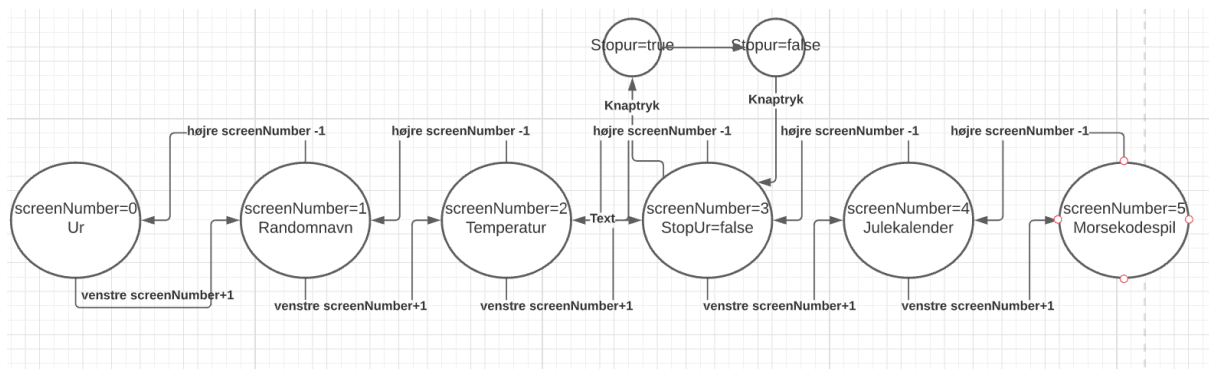 Stopur=true
Stopur=false
Knaptryk
Knaptryk
højre screenNumber -1
højre screenNumber -1
højre screenNumber -1
højre screenNumber -1
højre screenNumber -1
screenNumber=0
Ur
screenNumber=1
Randomnavn
screenNumber=2
Temperatur
Text
screenNumber=3
StopUr=false
screenNumber=4
Julekalender
screenNumber=5
Morsekodespil
venstre screenNumber+1
venstre screenNumber+1
venstre screenNumber+1
venstre screenNumber+1
venstre screenNumber+1